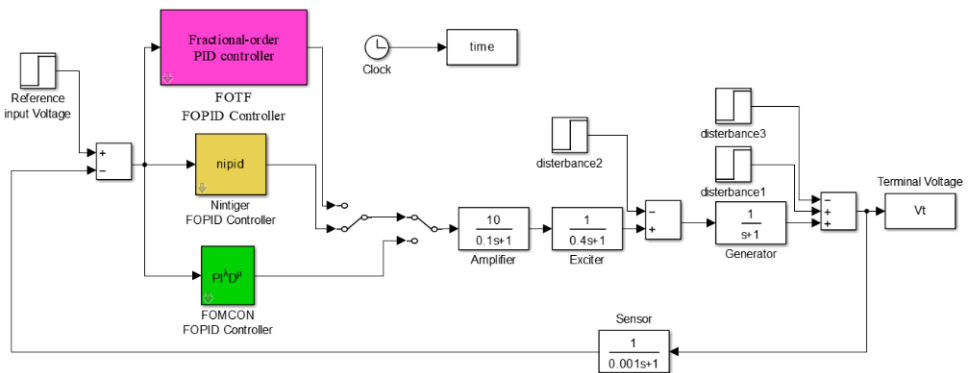 Fractional-order
PID controller
FOTF
FOPID Controller
Reference
input Voltage
time
Clock
+
−
nipid
Nintiger
FOPID Controller
PI^λD^μ
FOMCON
FOPID Controller
10
0.1s+1
Amplifier
1
0.4s+1
Exciter
disterbance2
−
+
1
s+1
Generator
disterbance3
disterbance1
−
+
+
Terminal Voltage
Vt
Sensor
1
0.001s+1